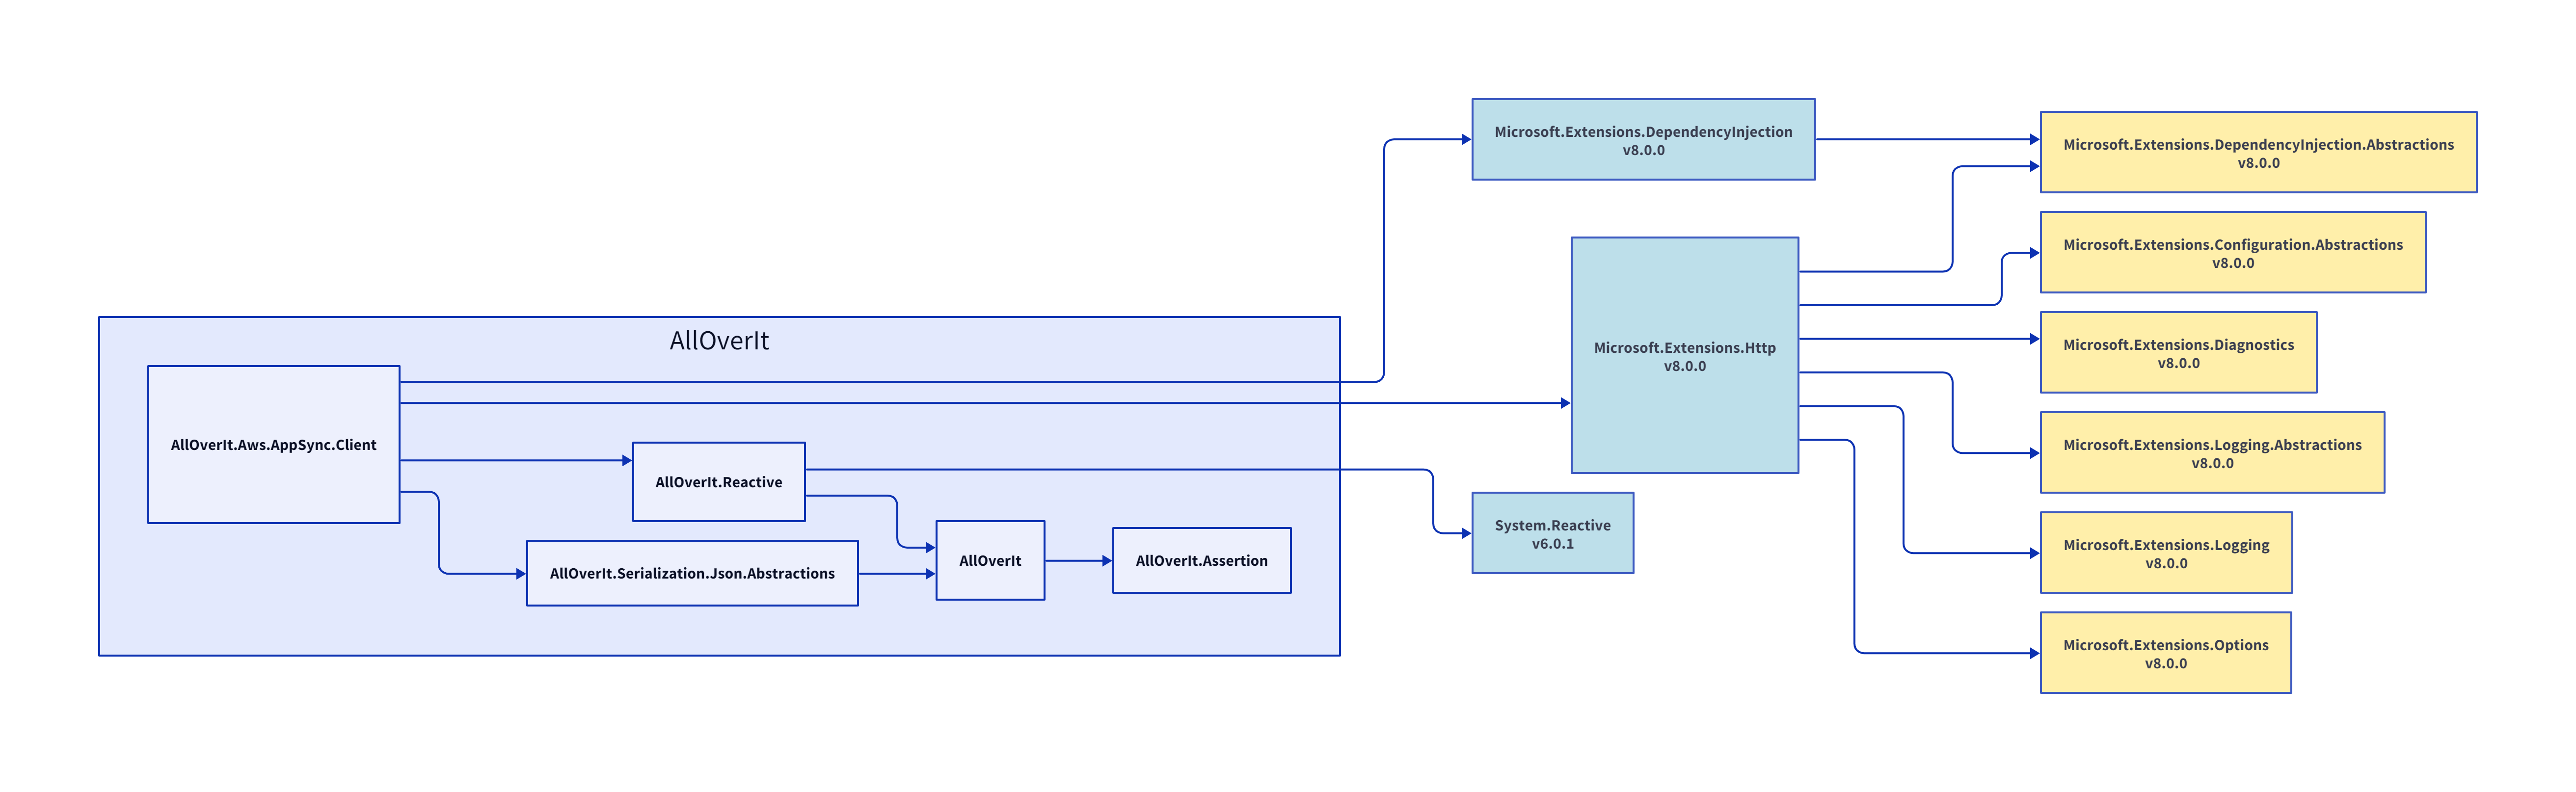 AllOverIt
AllOverIt.Aws.AppSync.Client
AllOverIt.Reactive
AllOverIt.Serialization.Json.Abstractions
AllOverIt
AllOverIt.Assertion
Microsoft.Extensions.DependencyInjection
v8.0.0
Microsoft.Extensions.Http
v8.0.0
System.Reactive
v6.0.1
Microsoft.Extensions.DependencyInjection.Abstractions
v8.0.0
Microsoft.Extensions.Configuration.Abstractions
v8.0.0
Microsoft.Extensions.Diagnostics
v8.0.0
Microsoft.Extensions.Logging.Abstractions
v8.0.0
Microsoft.Extensions.Logging
v8.0.0
Microsoft.Extensions.Options
v8.0.0